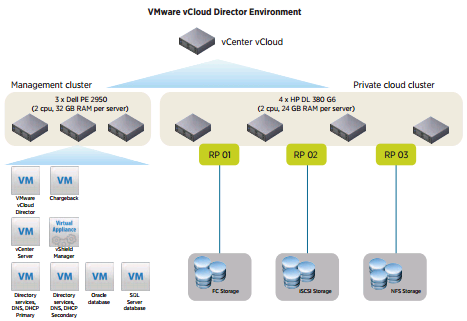 VMware vCloud Director Environment
vCenter vCloud
Management cluster
Private cloud cluster
3 x Dell PE 2950
(2 cpu, 32 GB RAM per server)
4 x HP DL 380 G6
(2 cpu, 24 GB RAM per server)
RP 01
RP 02
RP 03
VM
VM
VMware
vCloud
Director
Chargeback
VM
Virtual
Appliance
vCenter
Server
vShield
Manager
VM
VM
VM
VM
Directory
services,
DNS, DHCP
Primary
Directory
services,
DNS, DHCP
Secondary
Oracle
database
SQL
Server
database
FC Storage
iSCSI Storage
NFS Storage